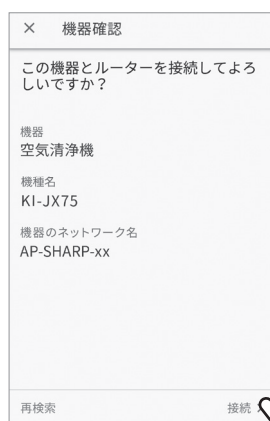 × 機器確認
この機器とルーターを接続してよろ
しいですか？
機器
空気清浄機
機種名
KI-JX75
機器のネットワーク名
AP-SHARP-xx
再検索 接続